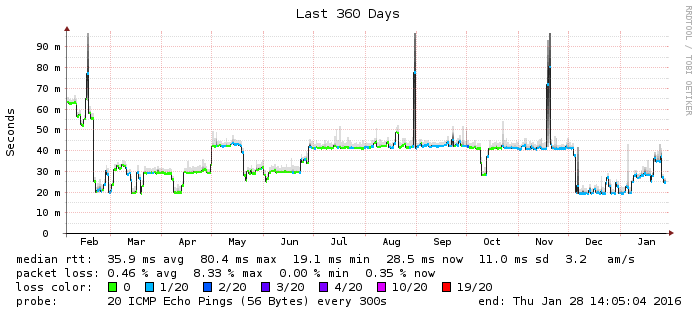 Last 360 Days
RRDTOOL / TOBI OETIKER
Seconds
90 m
80 m
70 m
60 m
50 m
40 m
30 m
20 m
10 m
0
Feb Mar Apr May Jun Jul Aug Sep Oct Nov Dec Jan
median rtt: 35.9 ms avg 80.4 ms max 19.1 ms min 28.5 ms now 11.0 ms sd 3.2 am/s
packet loss: 0.46 % avg 8.33 % max 0.00 % min 0.35 % now
loss color: 0 1/20 2/20 3/20 4/20 10/20 19/20
probe: 20 ICMP Echo Pings (56 Bytes) every 300s end: Thu Jan 28 14:05:04 2016